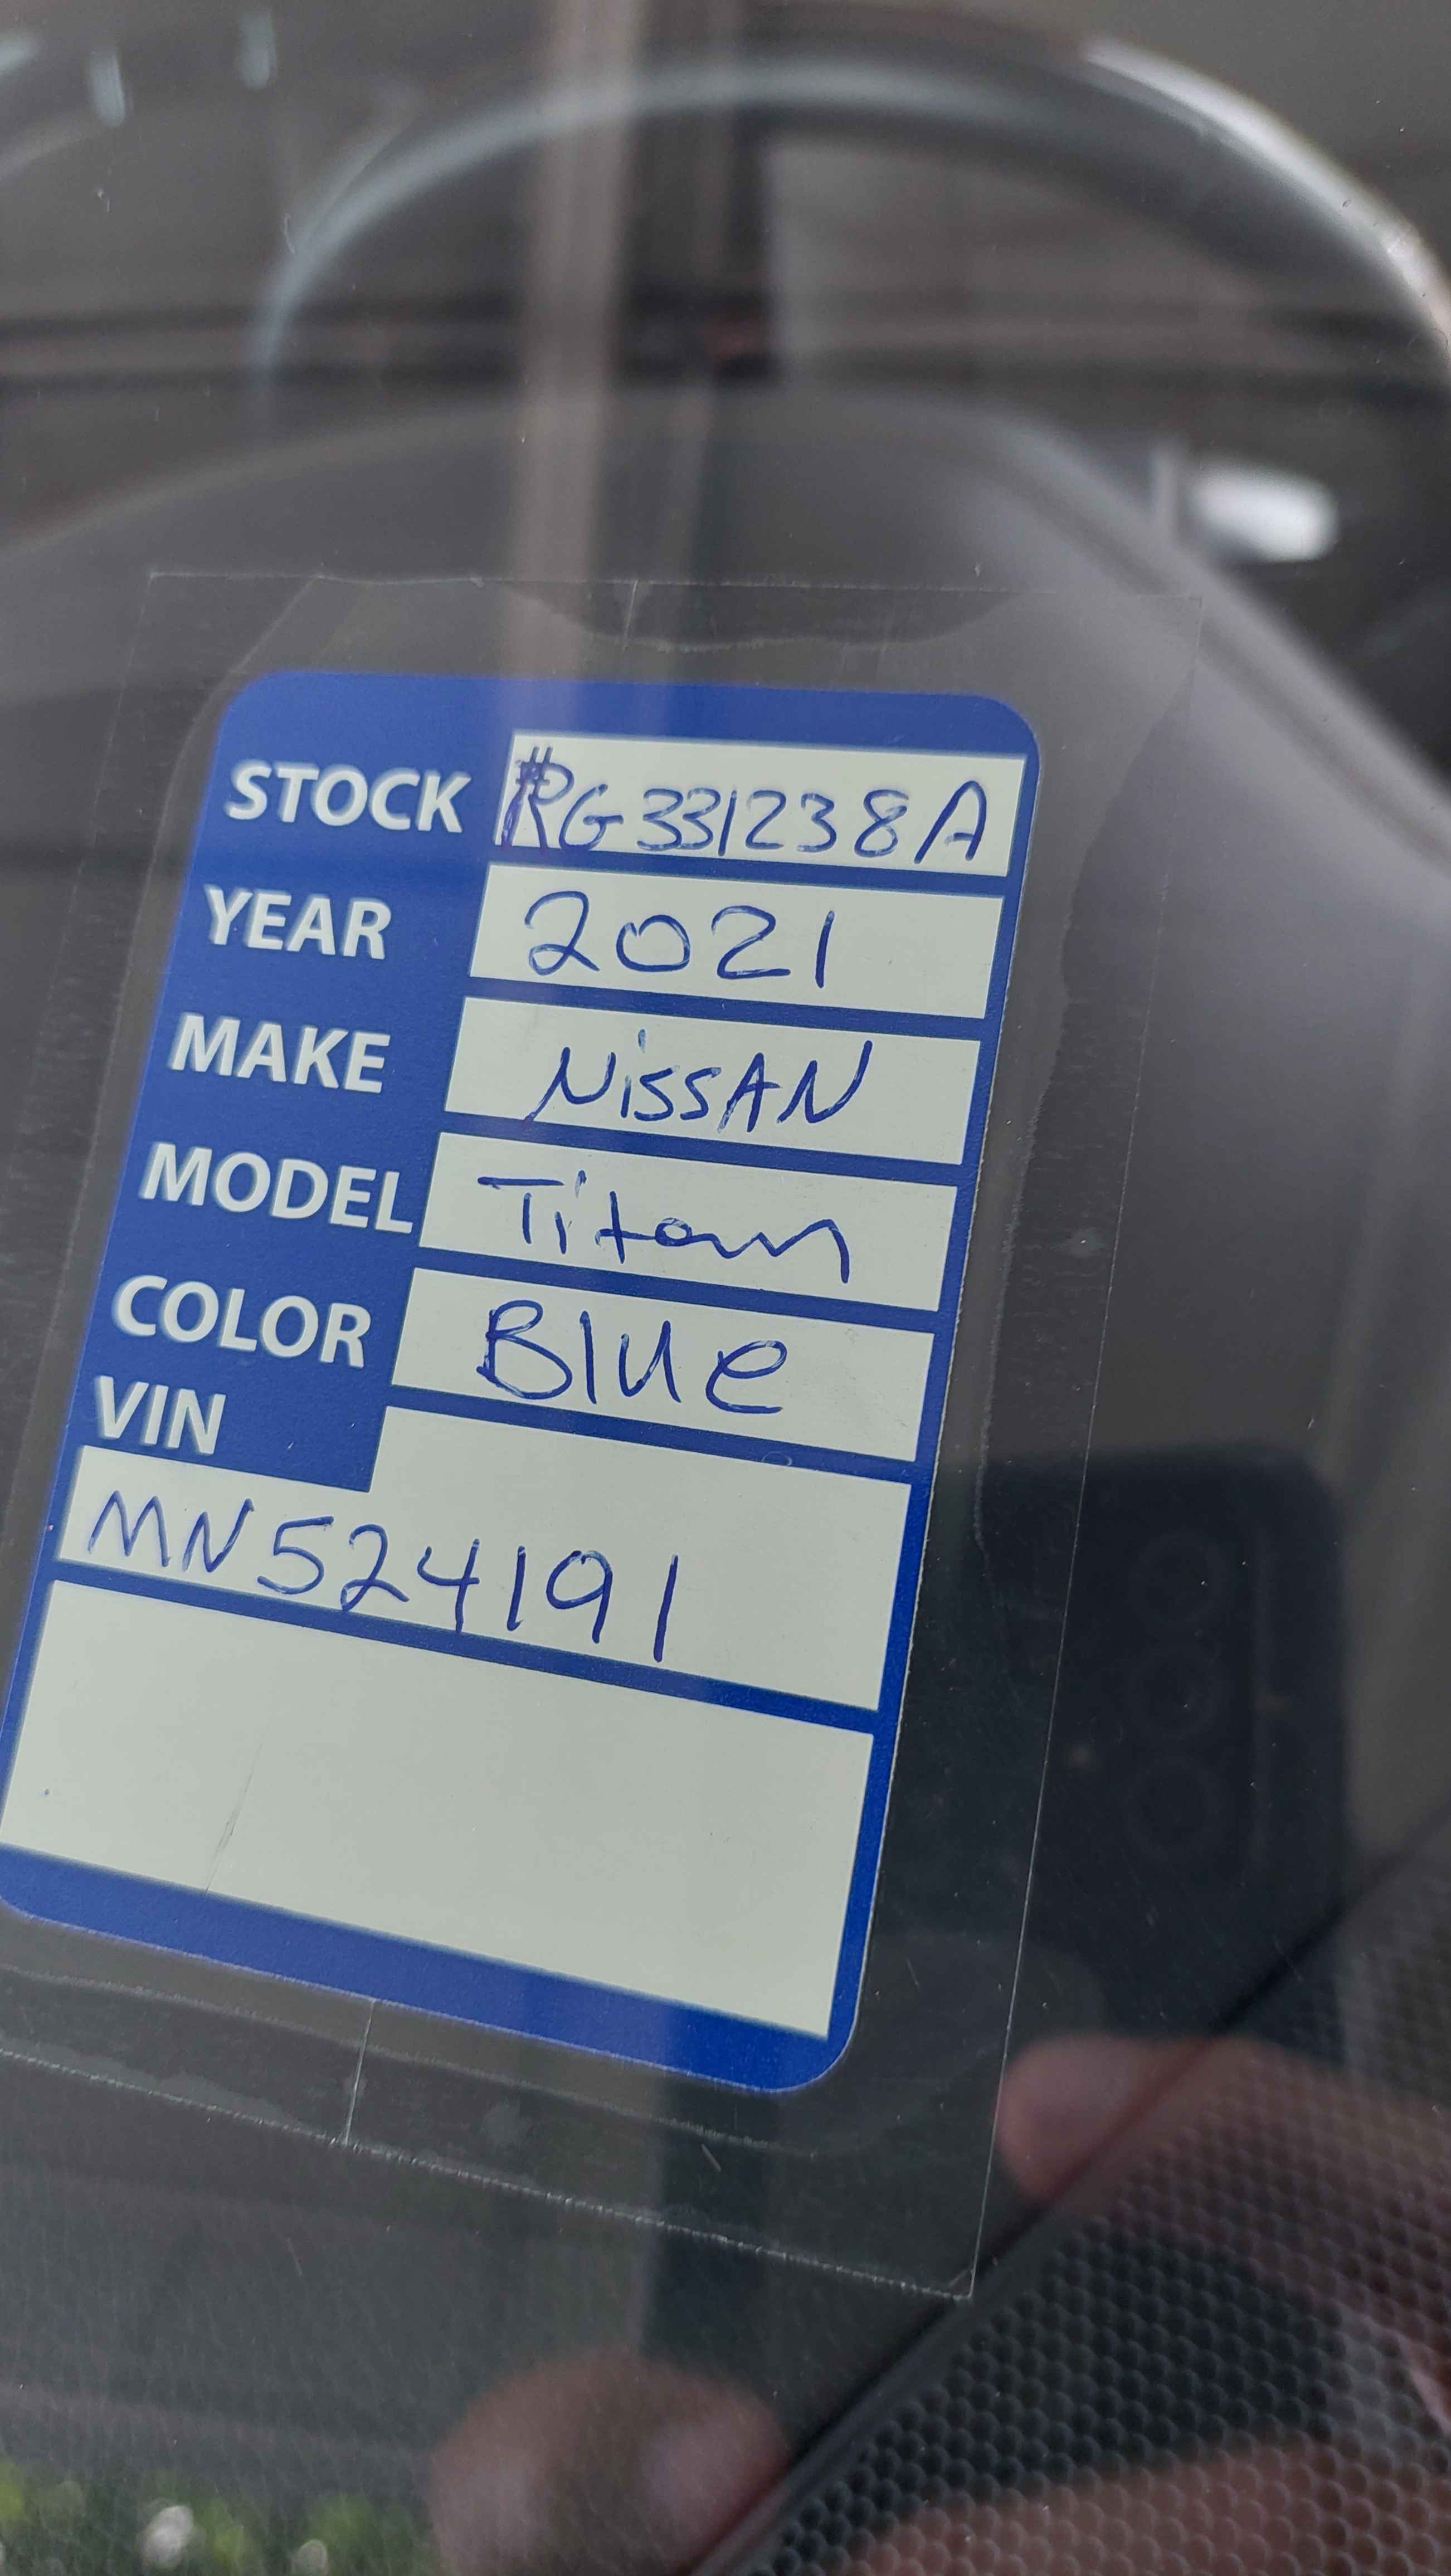 STOCK #RG331238A
YEAR 2021
MAKE NissAN
MODEL Titan
COLOR Blue
VIN
MN524191